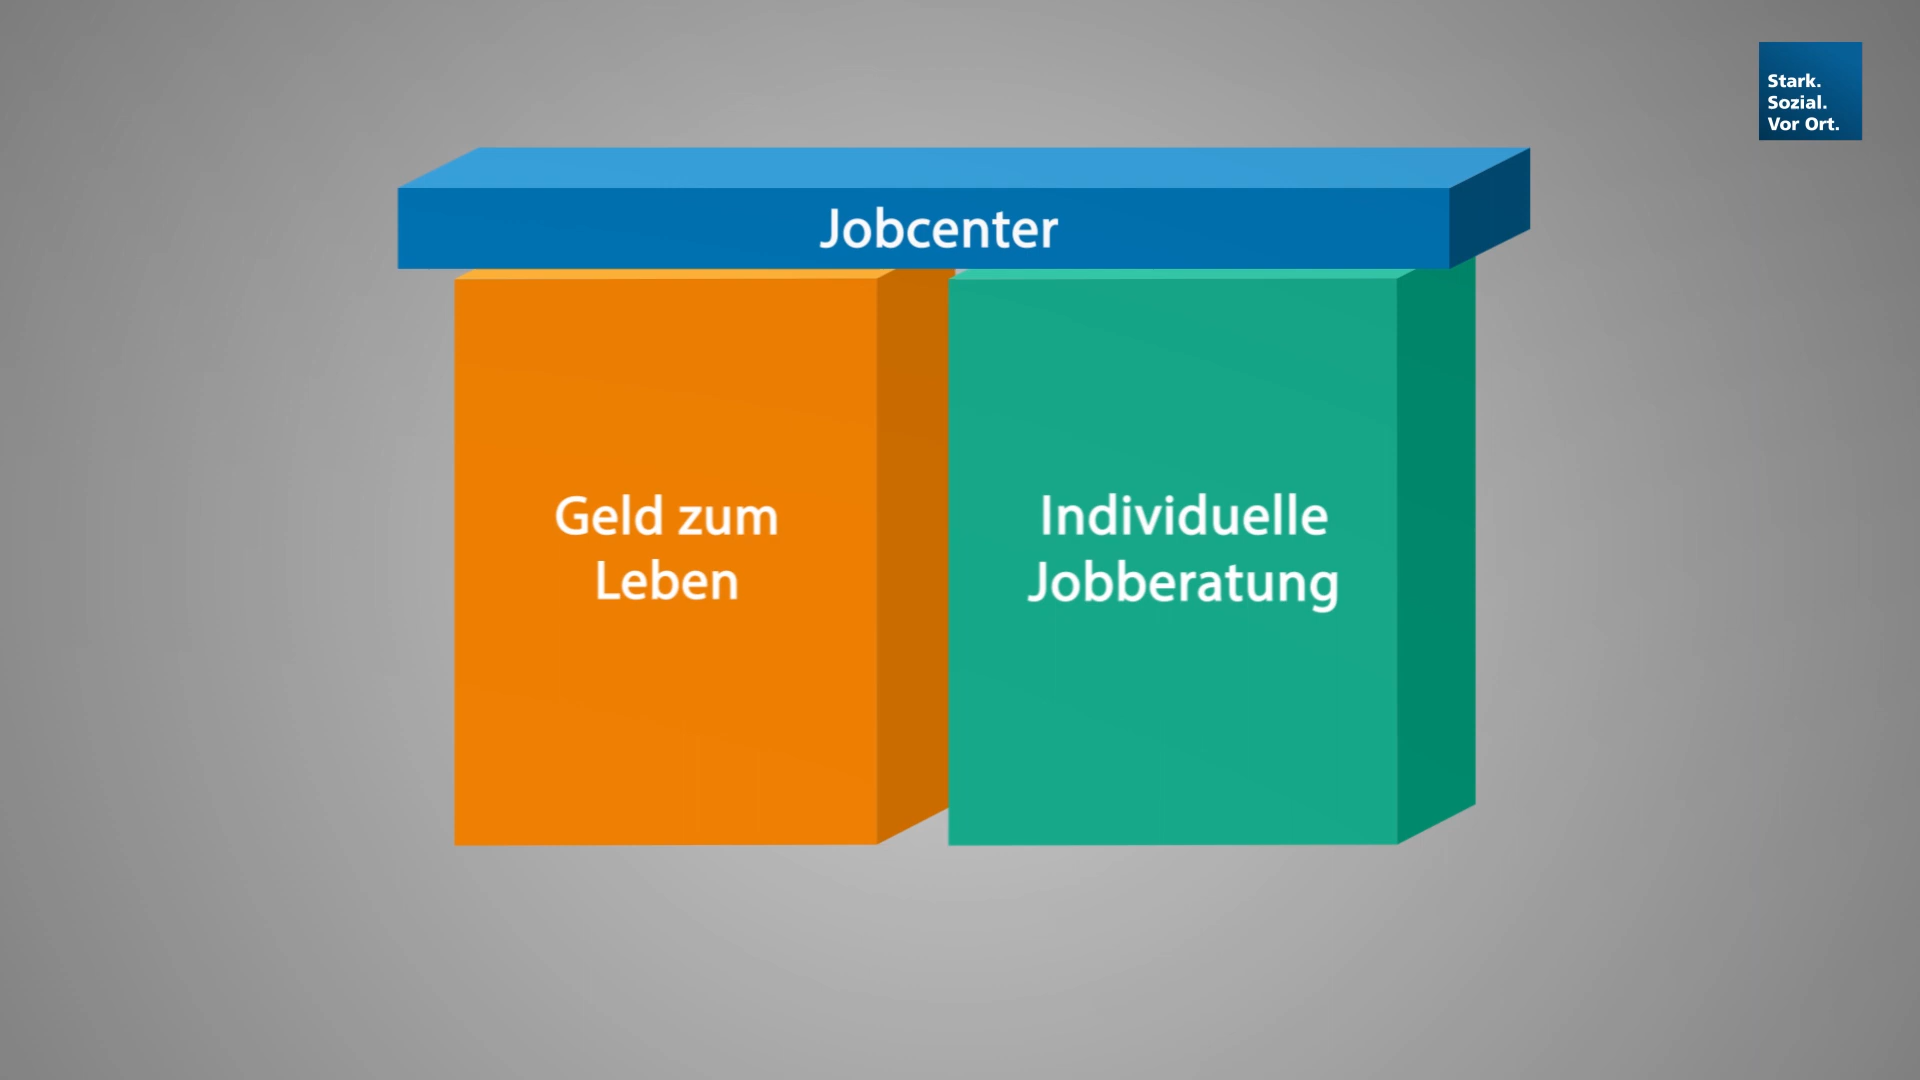 Stark.
Sozial.
Vor Ort.
Jobcenter
Geld zum
Leben
Individuelle
Jobberatung